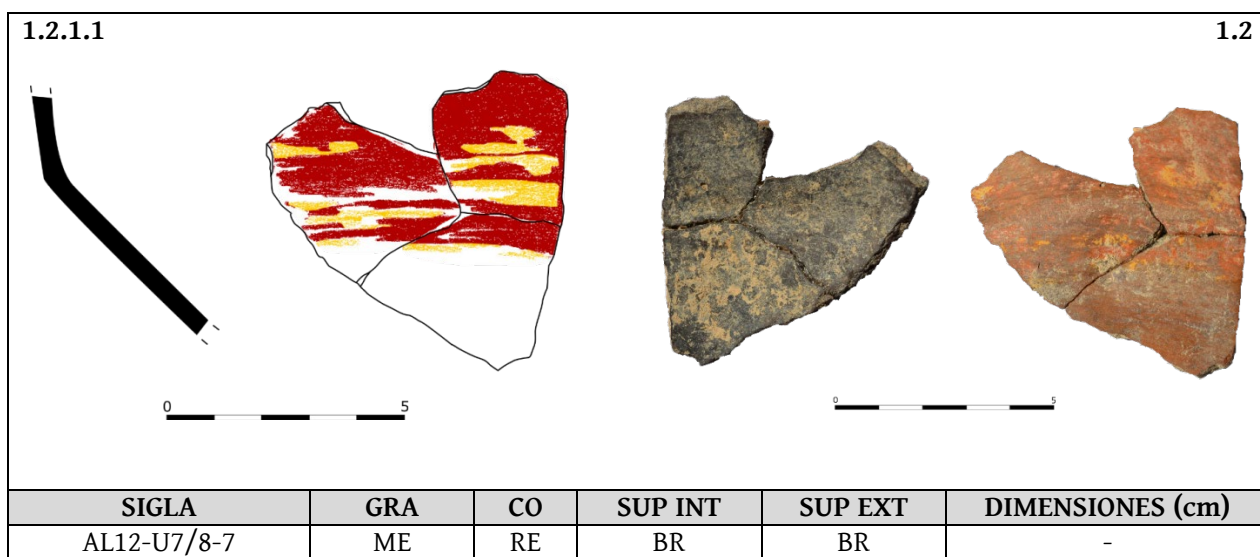 1.2.1.1 1.2
0 5
0 5
SIGLA GRA CO SUP INT SUP EXT DIMENSIONES (cm)
AL12-U7/8-7 ME RE BR BR -